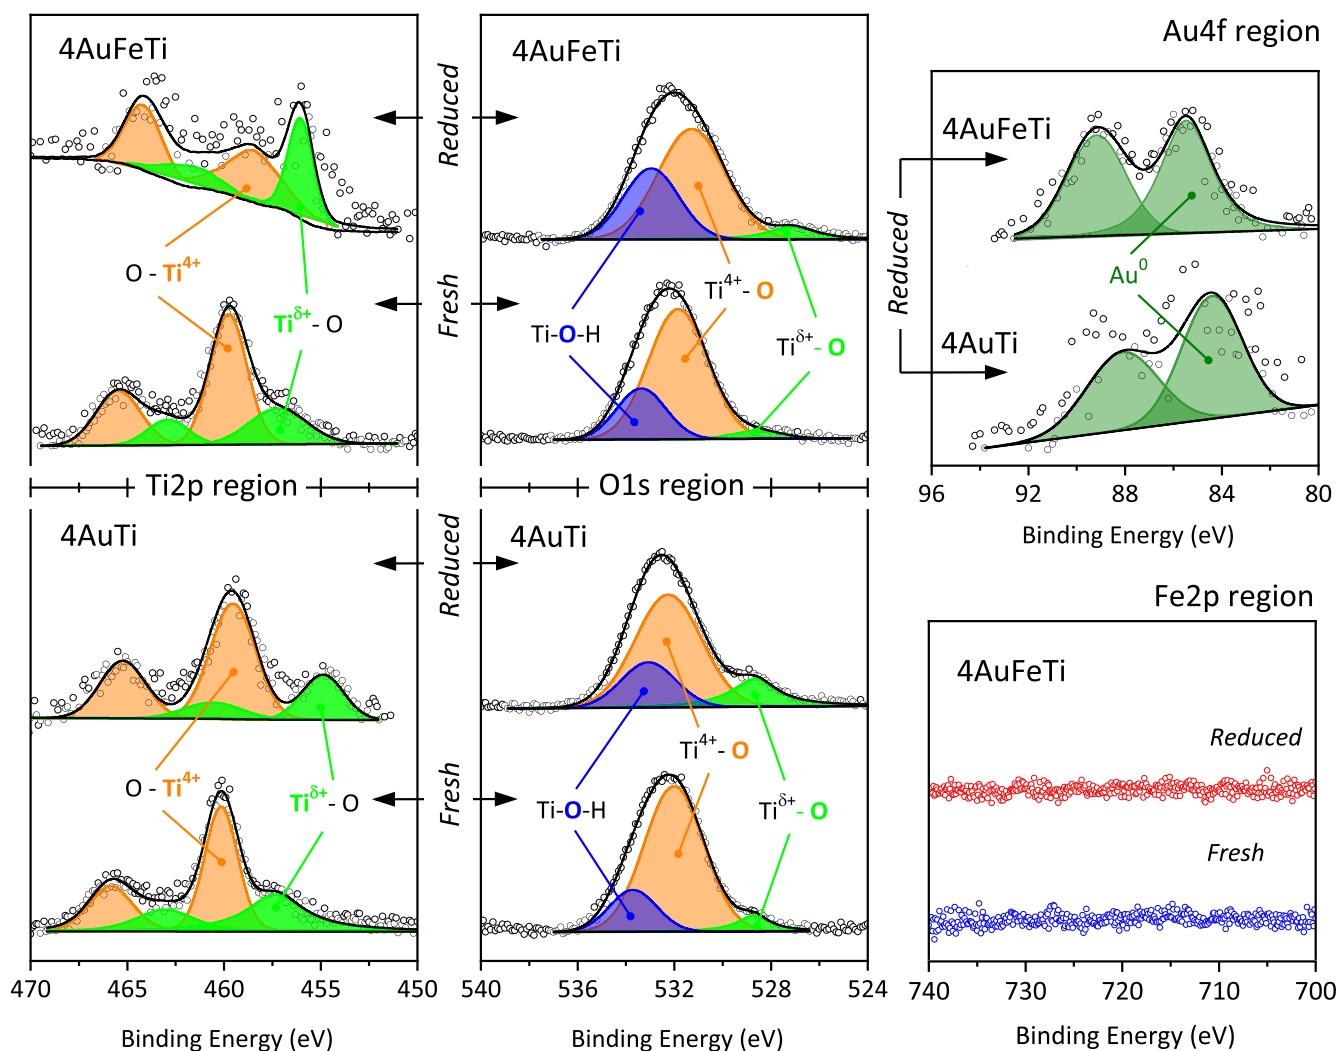 4AuFeTi
O - Ti⁴⁺
Tiᵟ⁺- O
Reduced
Fresh
4AuFeTi
Ti-O-H
Ti⁴⁺- O
Tiᵟ⁺- O
Au4f region
Reduced
4AuFeTi
Au⁰
4AuTi
96 92 88 84 80
Binding Energy (eV)
Ti2p region
O1s region
4AuTi
O - Ti⁴⁺
Tiᵟ⁺- O
470 465 460 455 450
Binding Energy (eV)
Reduced
Fresh
4AuTi
Ti⁴⁺- O
Ti-O-H
Tiᵟ⁺- O
540 536 532 528 524
Binding Energy (eV)
Fe2p region
4AuFeTi
Reduced
Fresh
740 730 720 710 700
Binding Energy (eV)